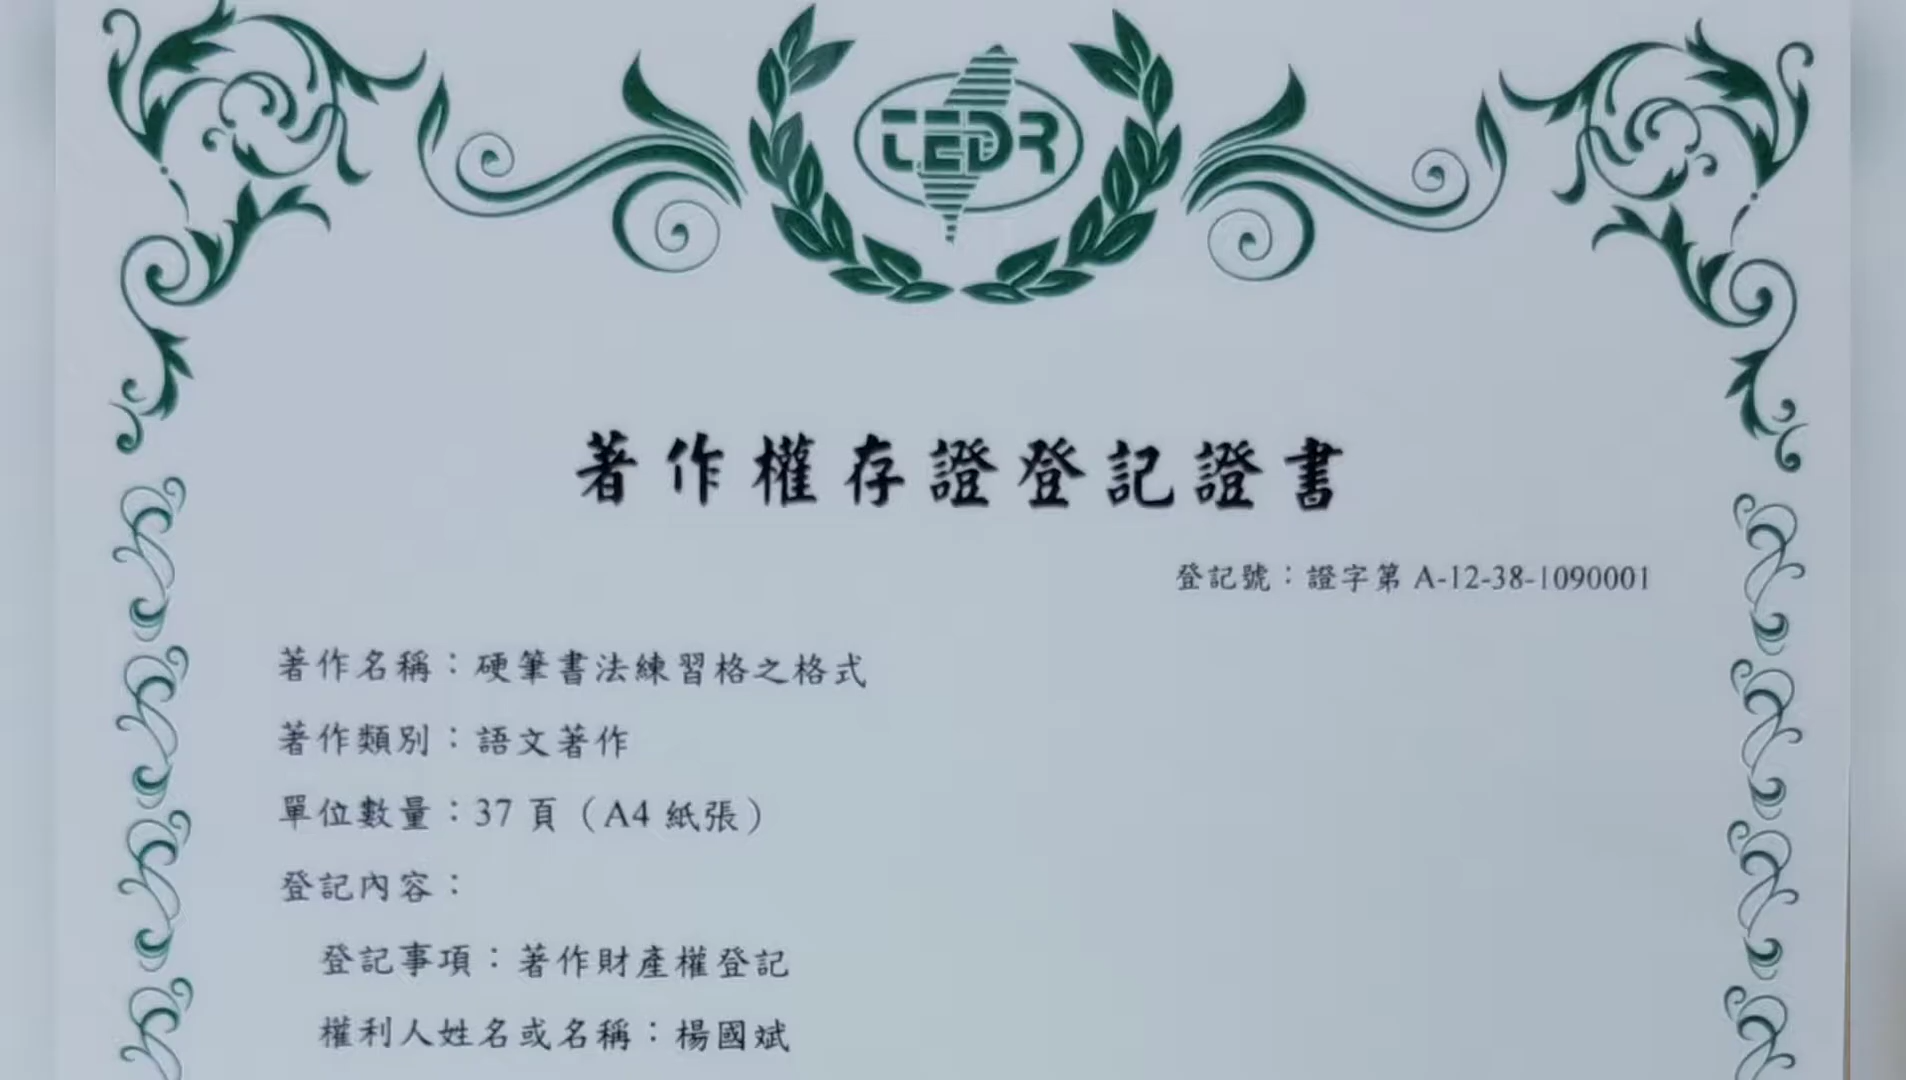 TEDR
著作權存證登記證書
登記號：證字第 A-12-38-1090001
著作名稱：硬筆書法練習格之格式
著作類別：語文著作
單位數量：37 頁（A4 紙張）
登記內容：
登記事項：著作財產權登記
權利人姓名或名稱：楊國斌